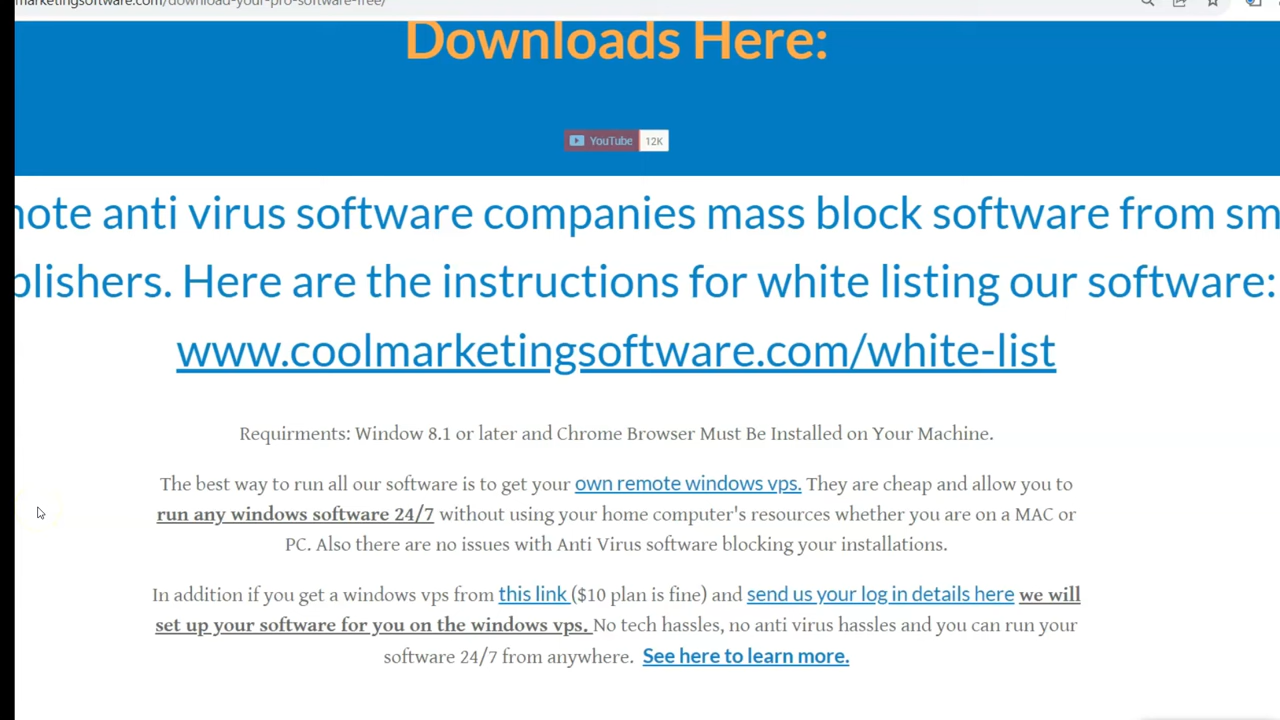 marketingsoftware.com/download-your-pro-software-free/
Downloads Here:
YouTube 12K
note anti virus software companies mass block software from sm
blishers. Here are the instructions for white listing our software:
www.coolmarketingsoftware.com/white-list
Requirments: Window 8.1 or later and Chrome Browser Must Be Installed on Your Machine.
The best way to run all our software is to get your own remote windows vps. They are cheap and allow you to
run any windows software 24/7 without using your home computer's resources whether you are on a MAC or
PC. Also there are no issues with Anti Virus software blocking your installations.
In addition if you get a windows vps from this link ($10 plan is fine) and send us your log in details here we will
set up your software for you on the windows vps. No tech hassles, no anti virus hassles and you can run your
software 24/7 from anywhere. See here to learn more.